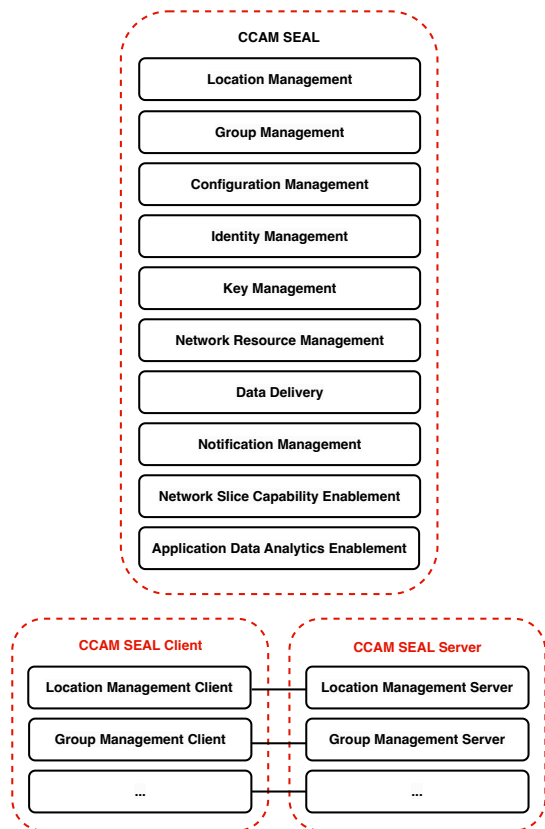 CCAM SEAL
Location Management
Group Management
Configuration Management
Identity Management
Key Management
Network Resource Management
Data Delivery
Notification Management
Network Slice Capability Enablement
Application Data Analytics Enablement
CCAM SEAL Client
Location Management Client
Group Management Client
...
CCAM SEAL Server
Location Management Server
Group Management Server
...